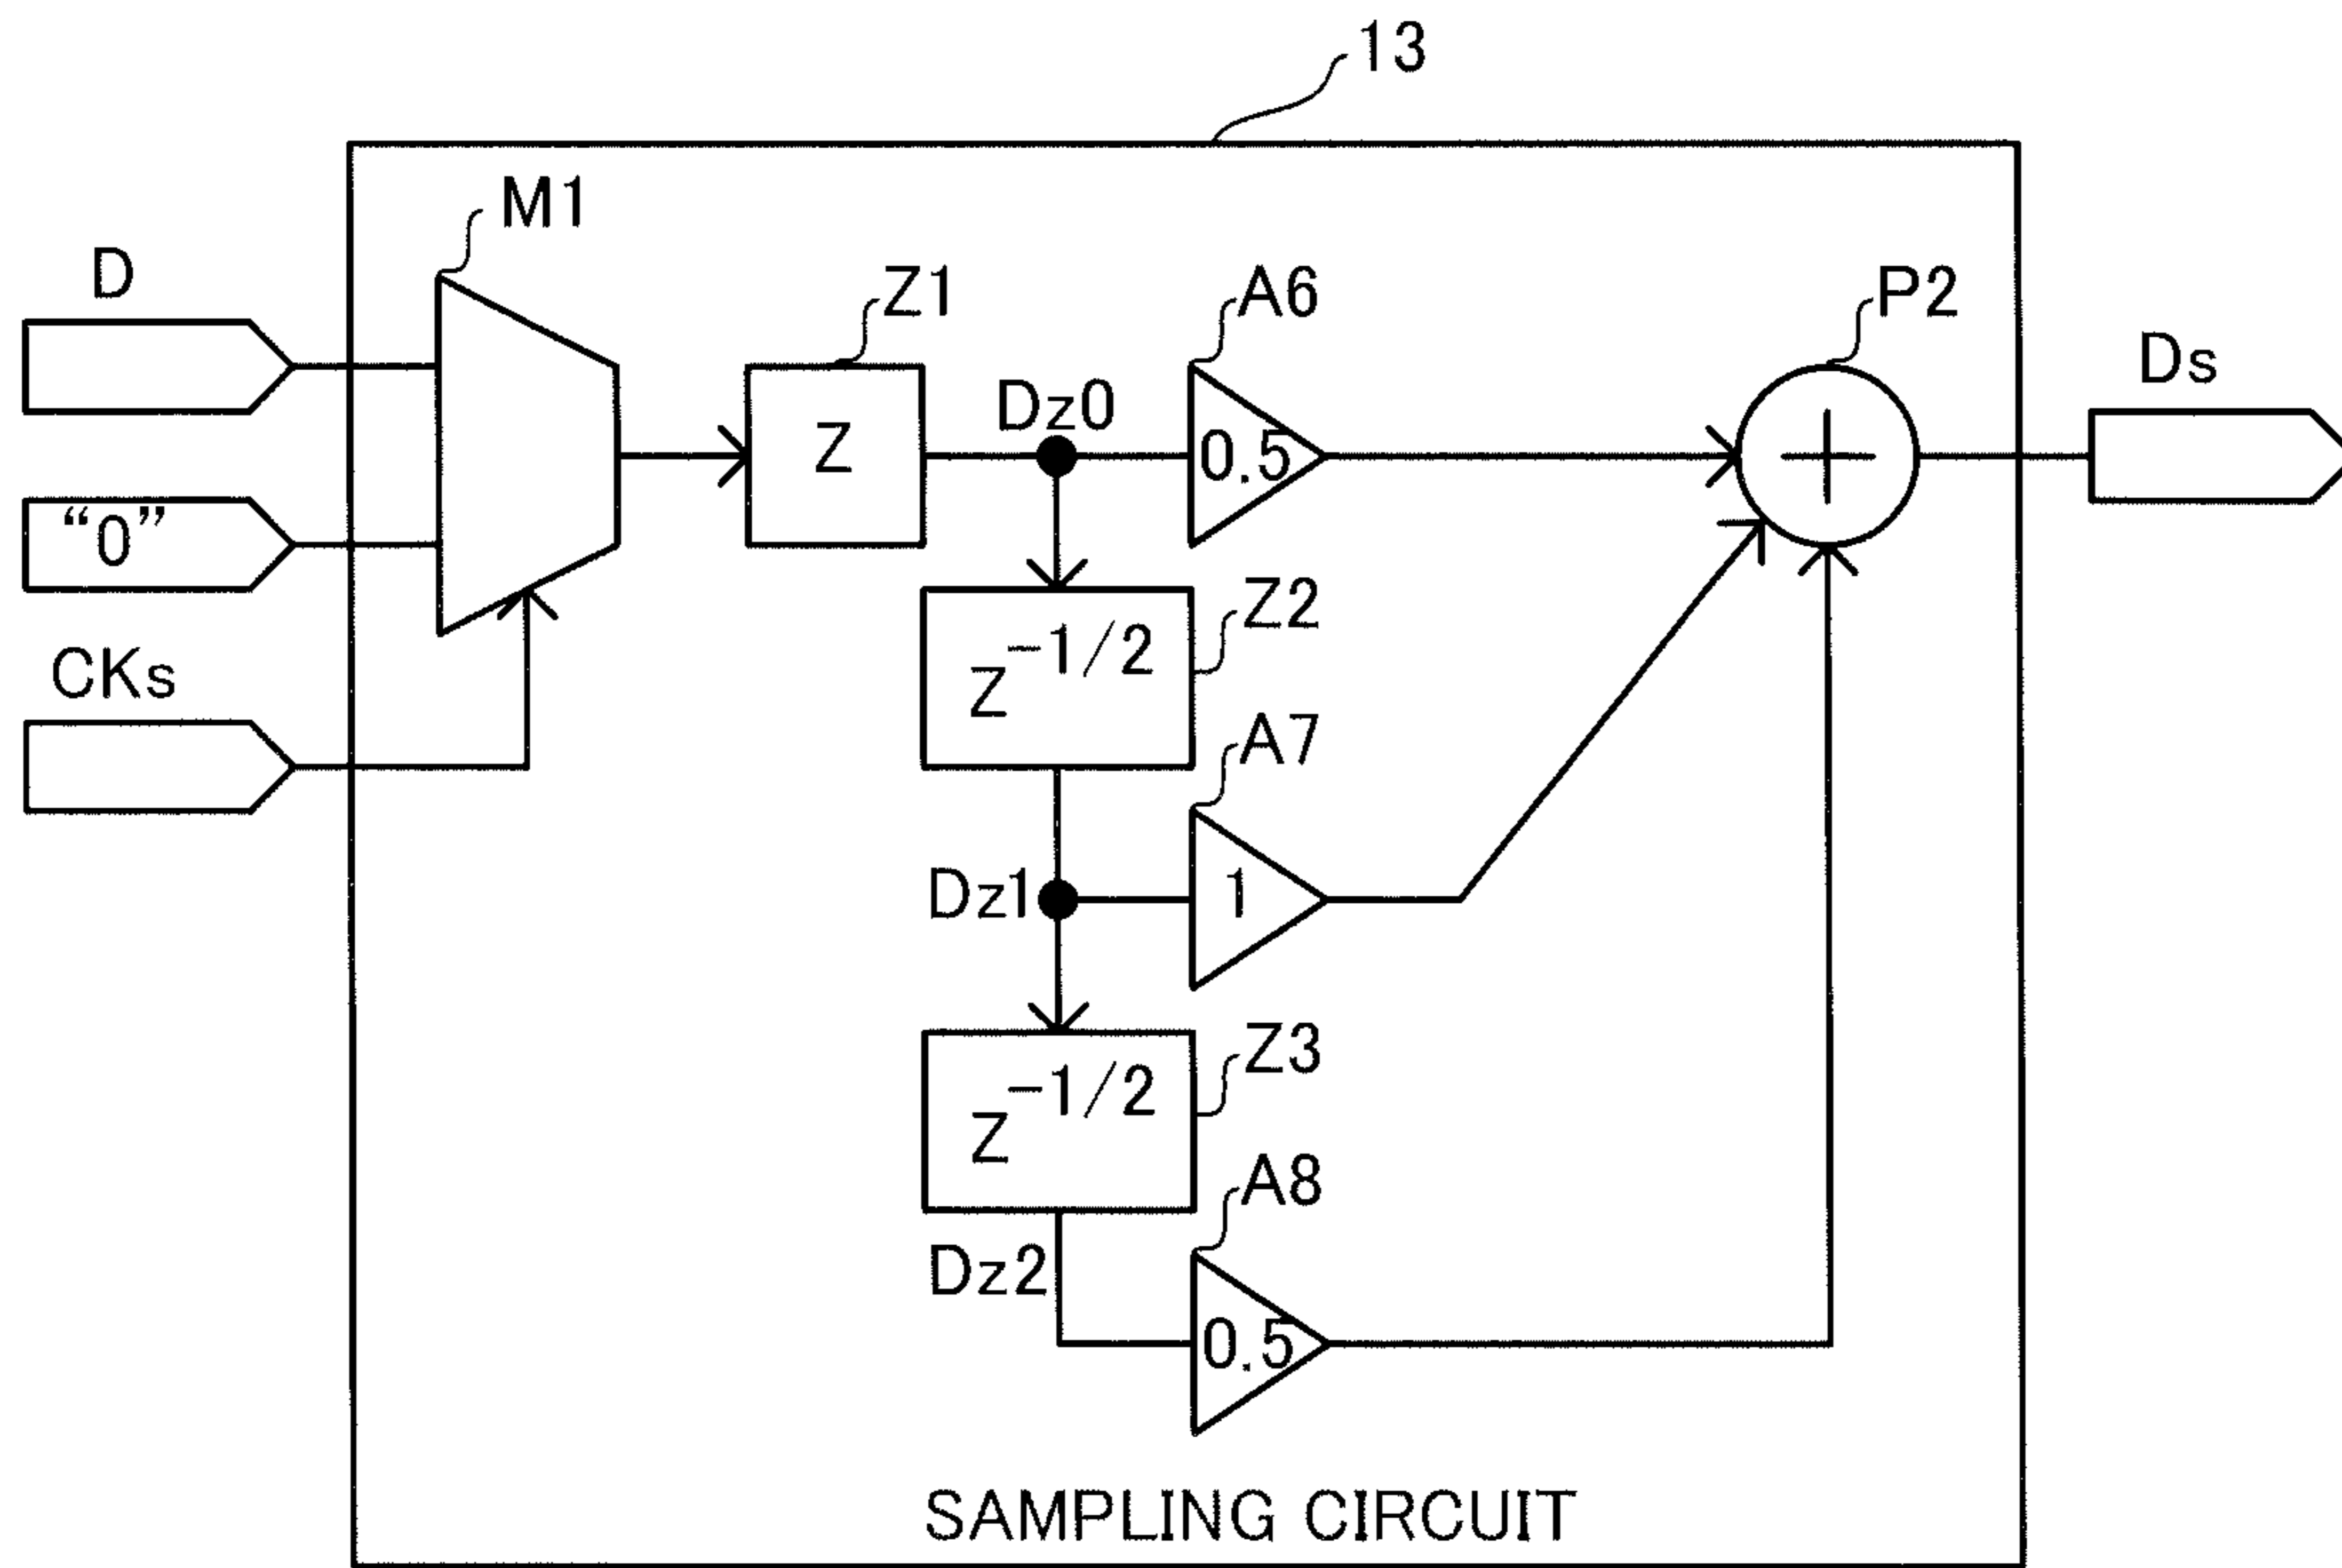 13
M1
D
Z1
A6
P2
Ds
Dz0
Z
0.5
“0”
Z2
Z-1/2
CKs
A7
Dz1
1
Z3
Z-1/2
A8
Dz2
0.5
SAMPLING CIRCUIT